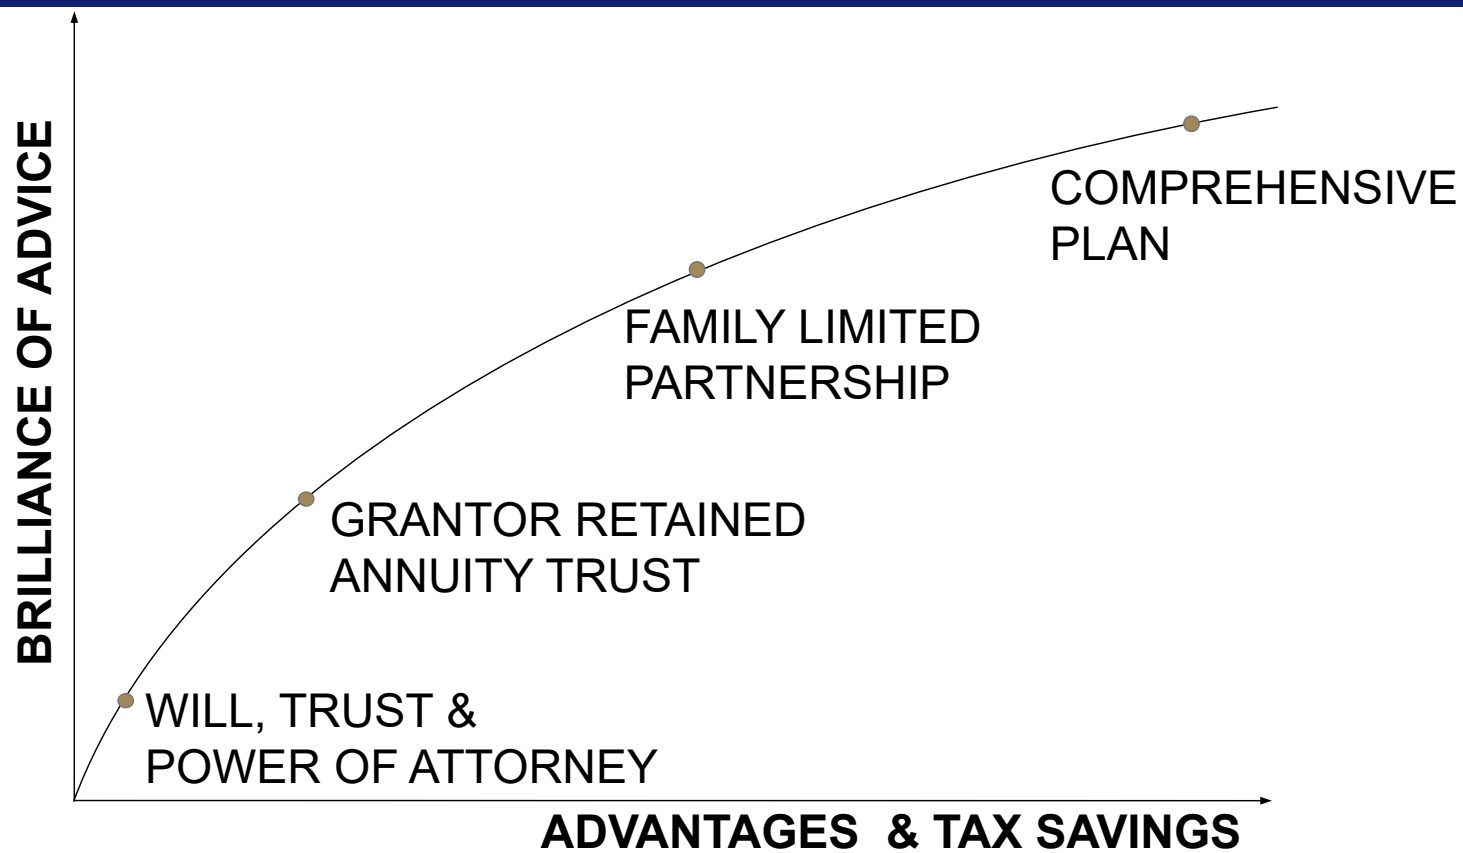 BRILLIANCE OF ADVICE
COMPREHENSIVE
PLAN
FAMILY LIMITED
PARTNERSHIP
GRANTOR RETAINED
ANNUITY TRUST
WILL, TRUST &
POWER OF ATTORNEY
ADVANTAGES & TAX SAVINGS